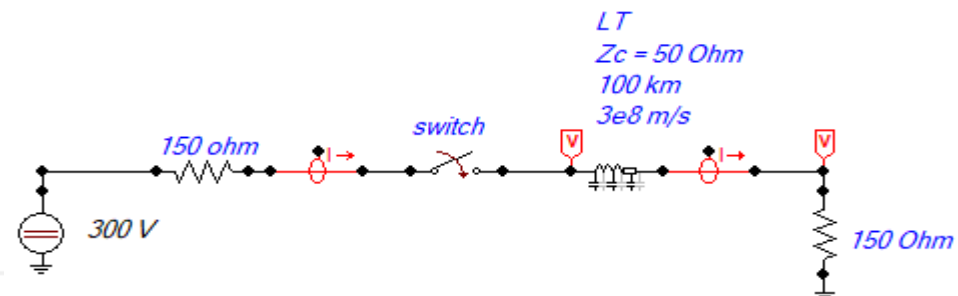 LT
Zc = 50 Ohm
100 km
3e8 m/s
switch
150 ohm
I
V
I
V
300 V
150 Ohm